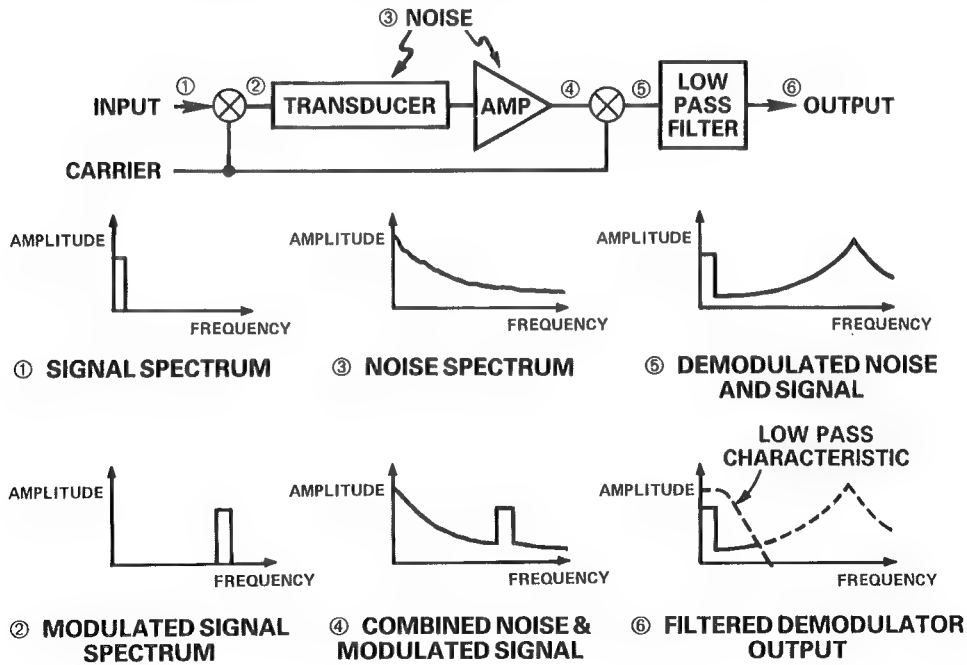 ③ NOISE
① ② ④ ⑤ ⑥
INPUT TRANSDUCER AMP LOW PASS FILTER OUTPUT
CARRIER
AMPLITUDE
FREQUENCY
① SIGNAL SPECTRUM
AMPLITUDE
FREQUENCY
③ NOISE SPECTRUM
AMPLITUDE
FREQUENCY
⑤ DEMODULATED NOISE
AND SIGNAL
AMPLITUDE
FREQUENCY
② MODULATED SIGNAL
SPECTRUM
AMPLITUDE
FREQUENCY
④ COMBINED NOISE &
MODULATED SIGNAL
LOW PASS
CHARACTERISTIC
AMPLITUDE
FREQUENCY
⑥ FILTERED DEMODULATOR
OUTPUT